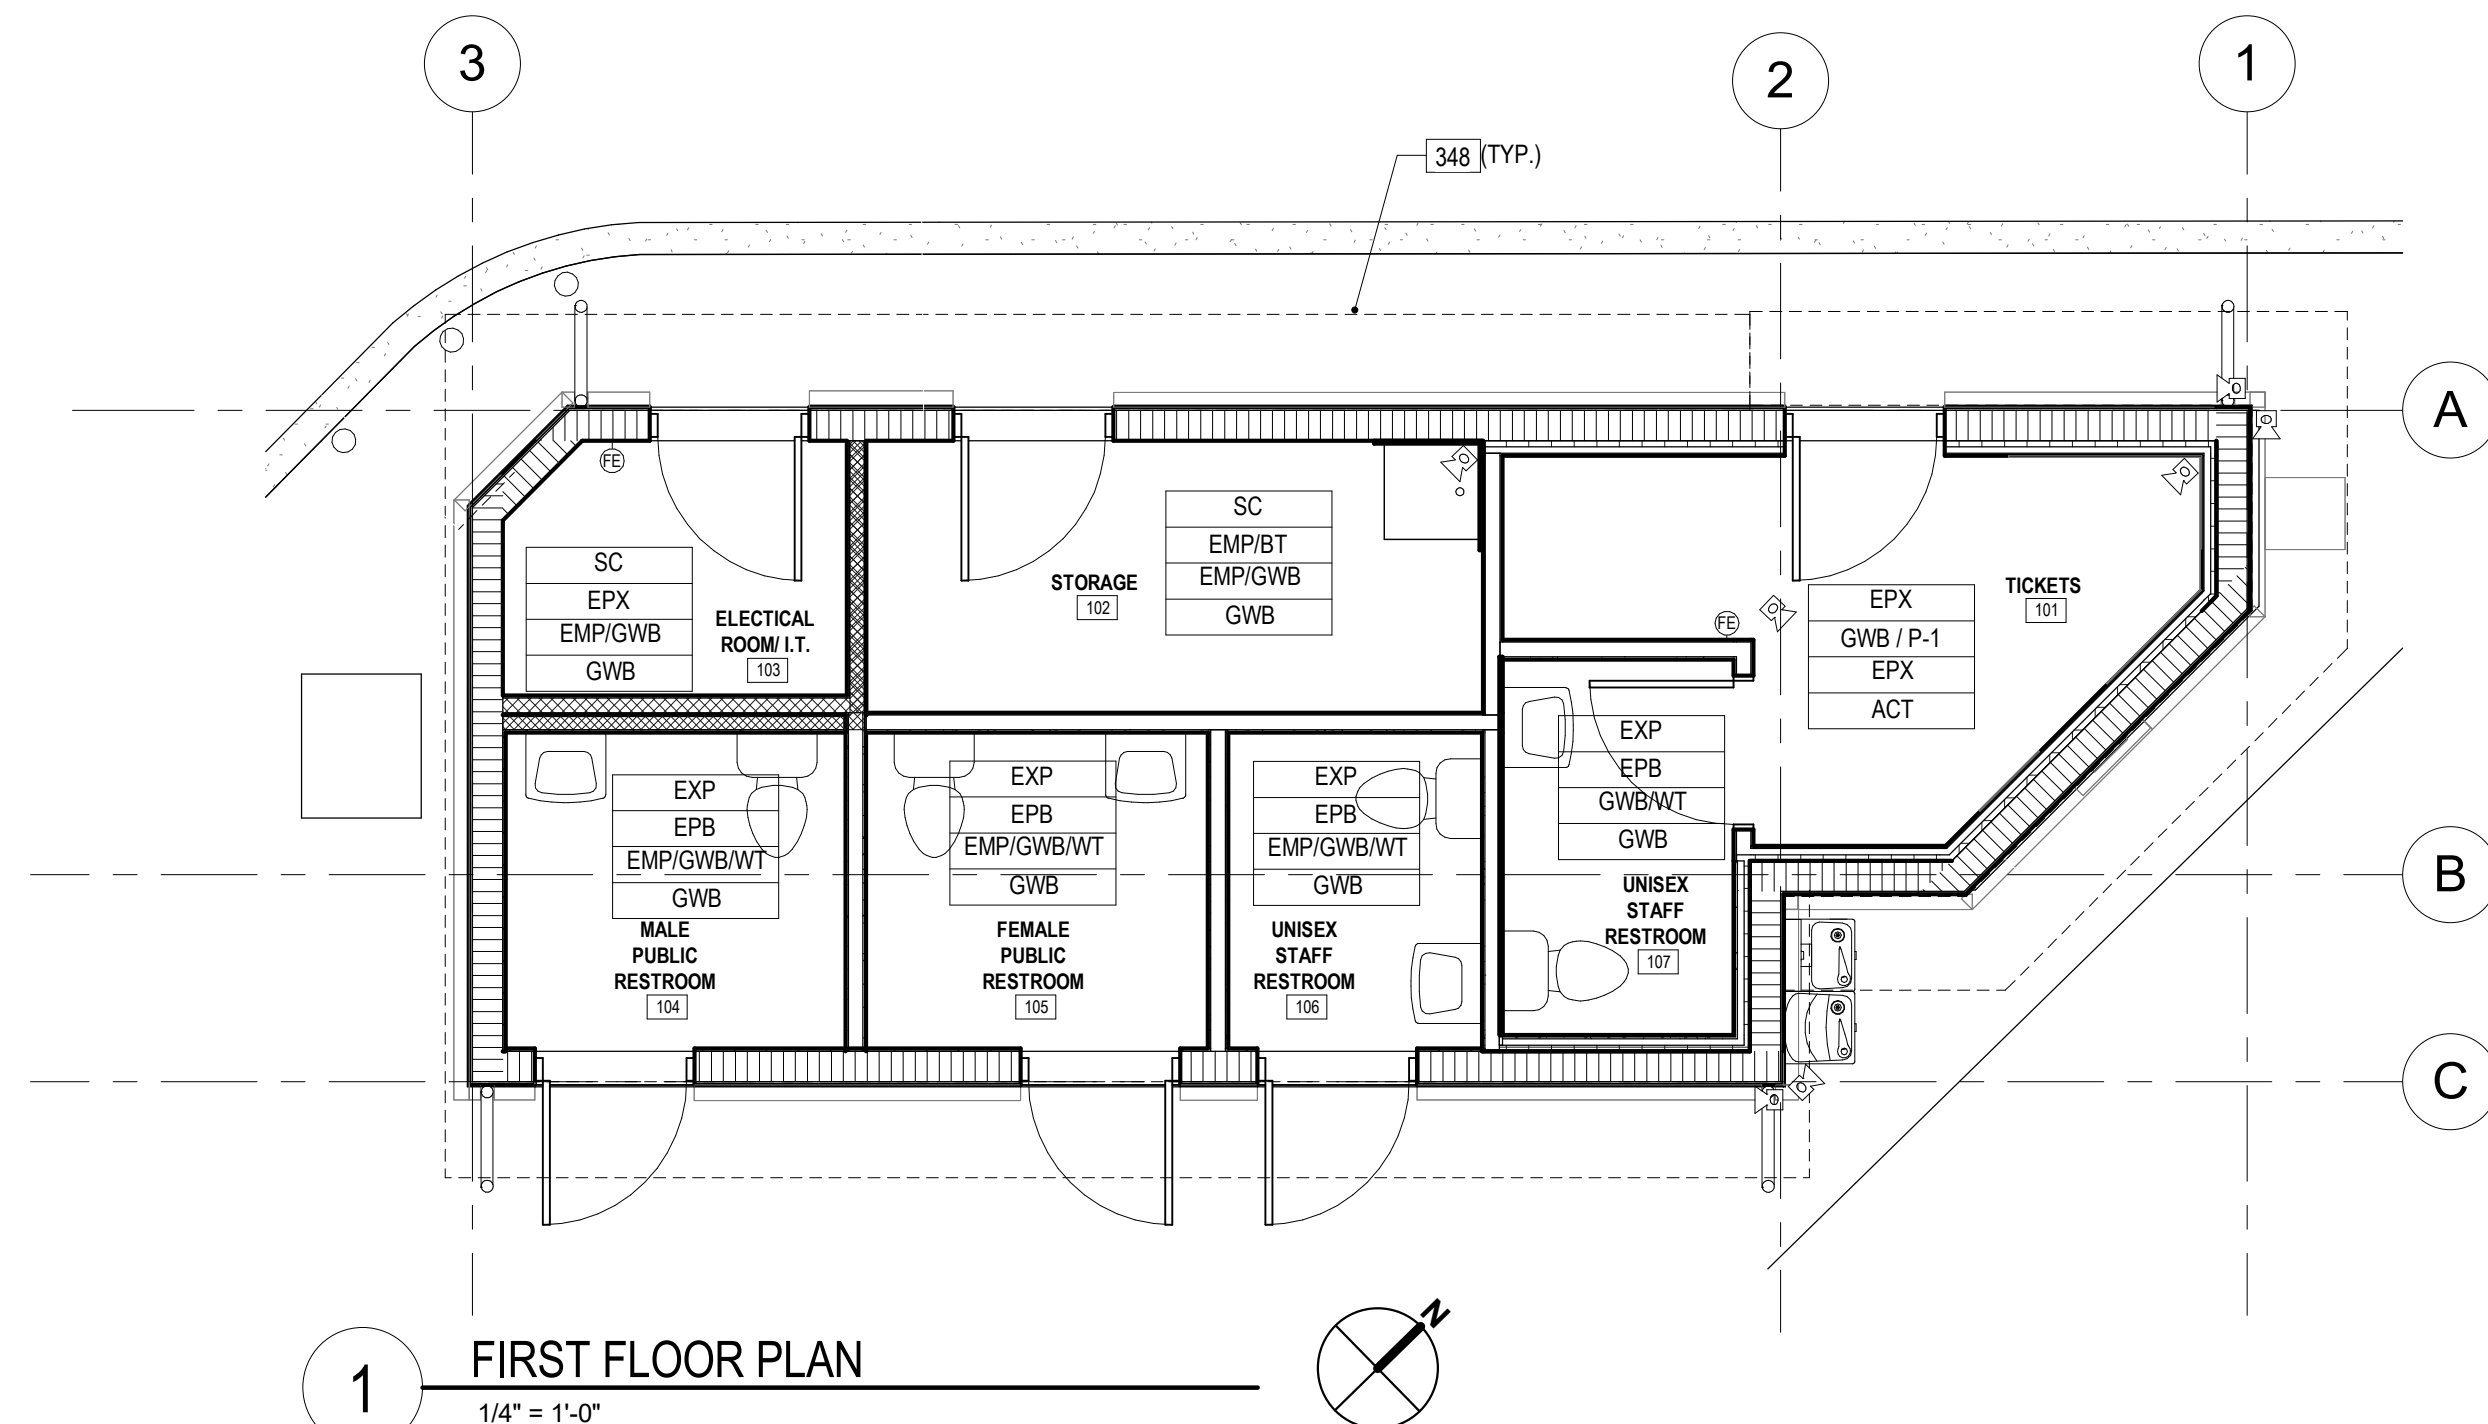 3
2
1
348 (TYP.)
A
FE
SC
EMP/BT
EMP/GWB
GWB
STORAGE
102
SC
EPX
EMP/GWB
GWB
ELECTICAL
ROOM/ I.T.
103
TICKETS
101
EPX
GWB / P-1
EPX
ACT
FE
EXP
EPB
GWB/WT
GWB
UNISEX
STAFF
RESTROOM
107
EXP
EPB
EMP/GWB/WT
GWB
MALE
PUBLIC
RESTROOM
104
EXP
EPB
EMP/GWB/WT
GWB
FEMALE
PUBLIC
RESTROOM
105
EXP
EPB
EMP/GWB/WT
GWB
UNISEX
STAFF
RESTROOM
106
B
C
N
1
FIRST FLOOR PLAN
1/4" = 1'-0"